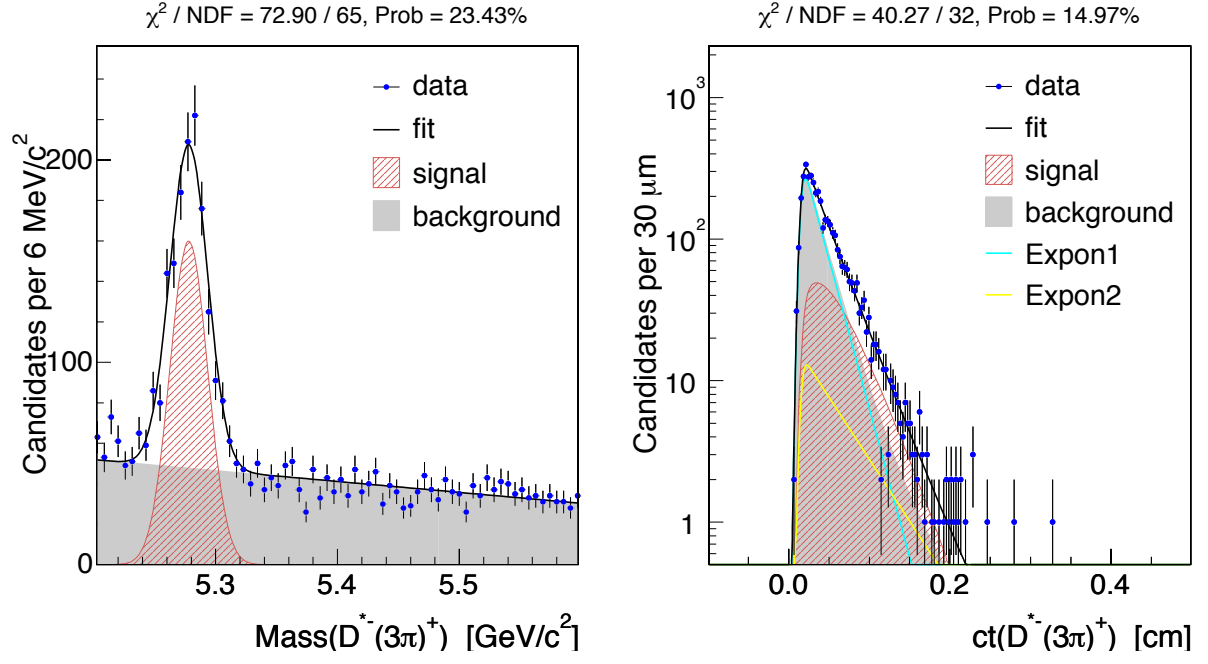 χ² / NDF = 72.90 / 65, Prob = 23.43%
Candidates per 6 MeV/c²
200
100
0
data
fit
signal
background
5.3 5.4 5.5
Mass(D*-(3π)+) [GeV/c²]
χ² / NDF = 40.27 / 32, Prob = 14.97%
Candidates per 30 μm
10³
10²
10
1
data
fit
signal
background
Expon1
Expon2
0.0 0.2 0.4
ct(D*-(3π)+) [cm]